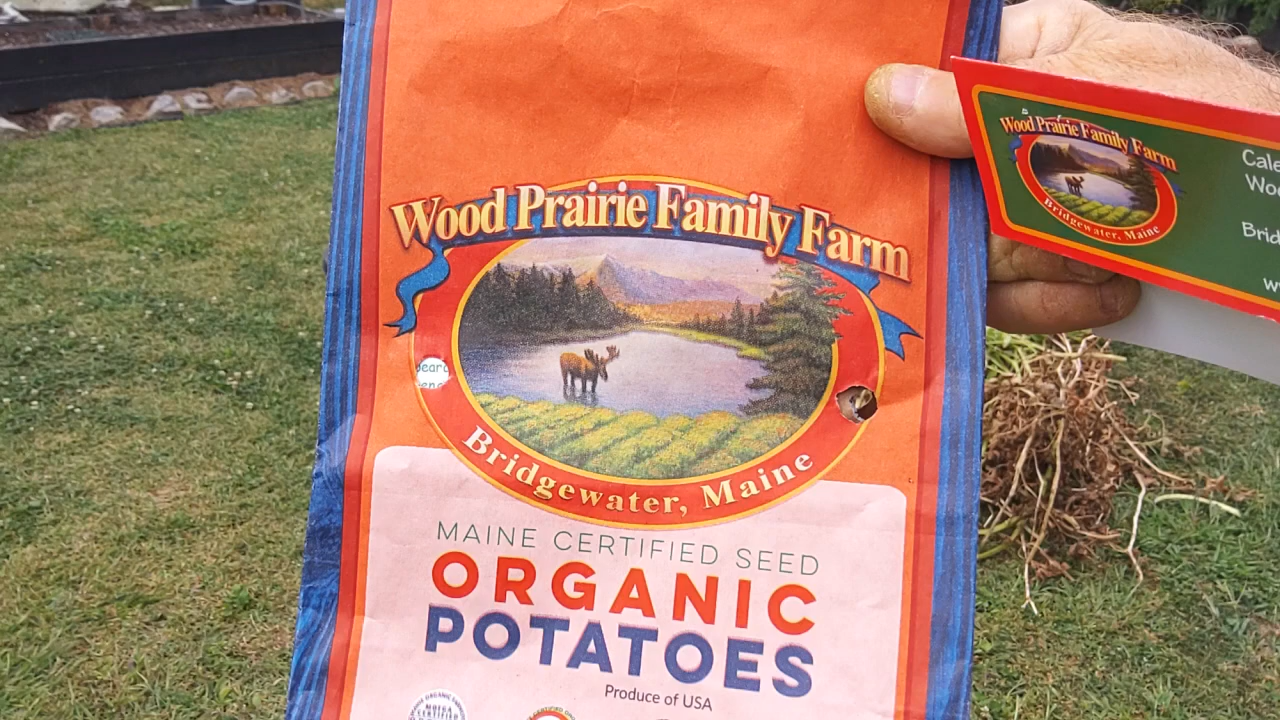 Wood Prairie Family Farm
Bridgewater, Maine
MAINE CERTIFIED SEED
ORGANIC
POTATOES
Produce of USA
Wood Prairie Family Farm
Bridgewater, Maine